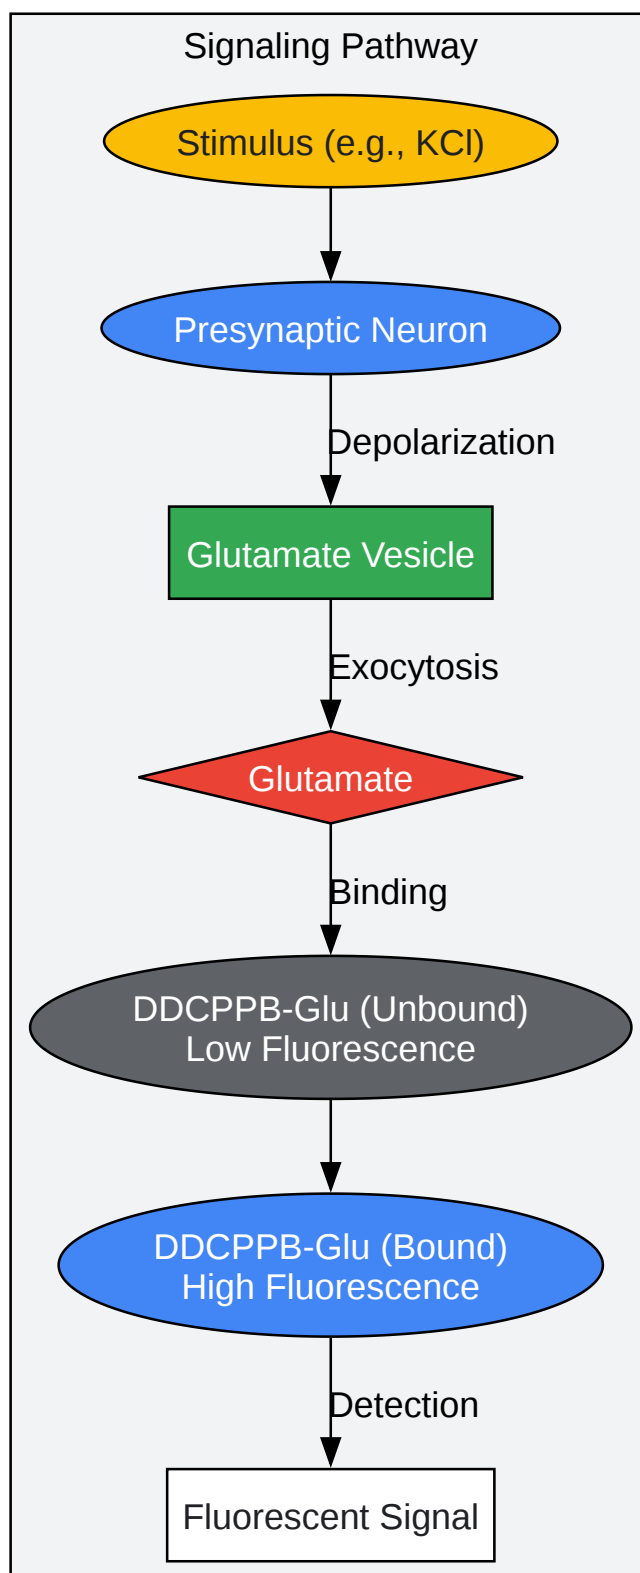 Signaling Pathway
Stimulus (e.g., KCl)
Presynaptic Neuron
Depolarization
Glutamate Vesicle
Exocytosis
Glutamate
Binding
DDCPPB-Glu (Unbound)
Low Fluorescence
DDCPPB-Glu (Bound)
High Fluorescence
Detection
Fluorescent Signal